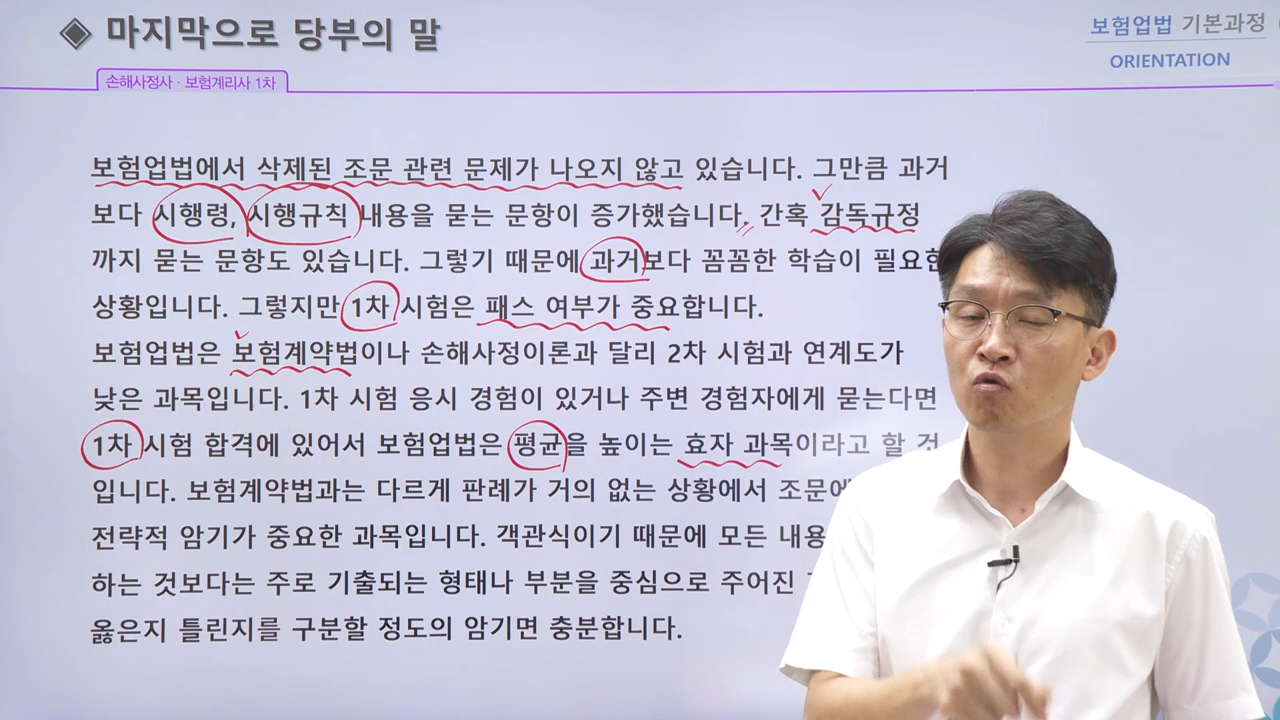 ◈ 마지막으로 당부의 말
보험업법 기본과정
ORIENTATION
손해사정사 · 보험계리사 1차
보험업법에서 삭제된 조문 관련 문제가 나오지 않고 있습니다. 그만큼 과거
보다 시행령, 시행규칙 내용을 묻는 문항이 증가했습니다. 간혹 감독규정
까지 묻는 문항도 있습니다. 그렇기 때문에 과거보다 꼼꼼한 학습이 필요한
상황입니다. 그렇지만 1차 시험은 패스 여부가 중요합니다.
보험업법은 보험계약법이나 손해사정이론과 달리 2차 시험과 연계도가
낮은 과목입니다. 1차 시험 응시 경험이 있거나 주변 경험자에게 묻는다면
1차 시험 합격에 있어서 보험업법은 평균을 높이는 효자 과목이라고 할 것
입니다. 보험계약법과는 다르게 판례가 거의 없는 상황에서 조문에
전략적 암기가 중요한 과목입니다. 객관식이기 때문에 모든 내용
하는 것보다는 주로 기출되는 형태나 부분을 중심으로 주어진
옳은지 틀린지를 구분할 정도의 암기면 충분합니다.